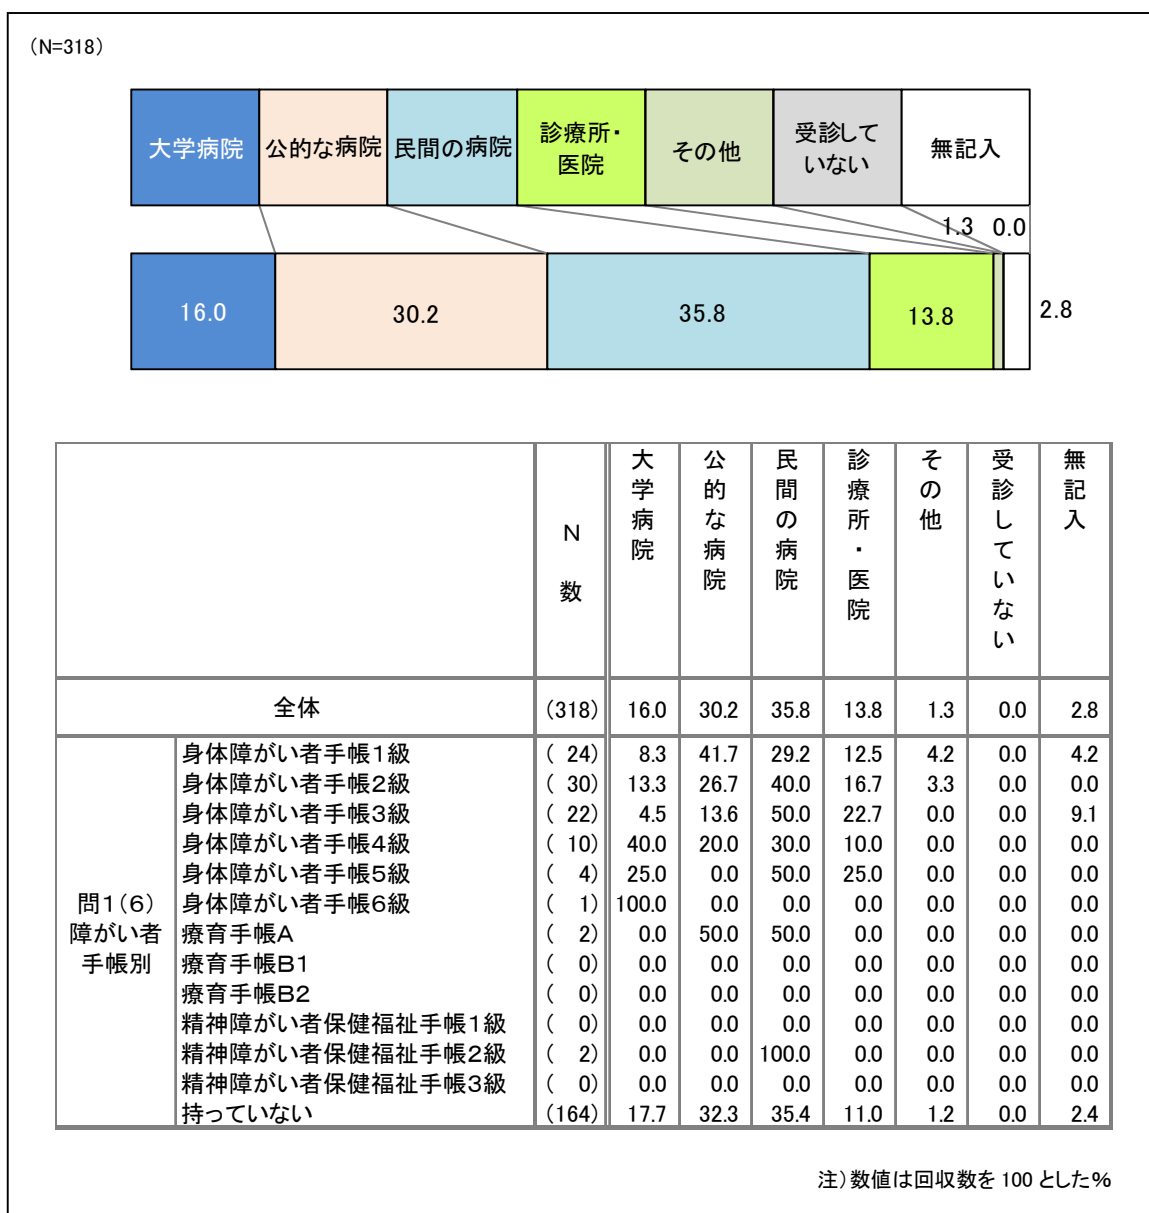 (N=318)
大学病院 公的な病院 民間の病院 診療所・医院 その他 受診していない 無記入
1.3 0.0
16.0 30.2 35.8 13.8 2.8
N数 大学病院 公的な病院 民間の病院 診療所・医院 その他 受診していない 無記入
全体 (318) 16.0 30.2 35.8 13.8 1.3 0.0 2.8
問1(6)障がい者手帳別
身体障がい者手帳1級 ( 24) 8.3 41.7 29.2 12.5 4.2 0.0 4.2
身体障がい者手帳2級 ( 30) 13.3 26.7 40.0 16.7 3.3 0.0 0.0
身体障がい者手帳3級 ( 22) 4.5 13.6 50.0 22.7 0.0 0.0 9.1
身体障がい者手帳4級 ( 10) 40.0 20.0 30.0 10.0 0.0 0.0 0.0
身体障がい者手帳5級 ( 4) 25.0 0.0 50.0 25.0 0.0 0.0 0.0
身体障がい者手帳6級 ( 1) 100.0 0.0 0.0 0.0 0.0 0.0 0.0
療育手帳A ( 2) 0.0 50.0 50.0 0.0 0.0 0.0 0.0
療育手帳B1 ( 0) 0.0 0.0 0.0 0.0 0.0 0.0 0.0
療育手帳B2 ( 0) 0.0 0.0 0.0 0.0 0.0 0.0 0.0
精神障がい者保健福祉手帳1級 ( 0) 0.0 0.0 0.0 0.0 0.0 0.0 0.0
精神障がい者保健福祉手帳2級 ( 2) 0.0 0.0 100.0 0.0 0.0 0.0 0.0
精神障がい者保健福祉手帳3級 ( 0) 0.0 0.0 0.0 0.0 0.0 0.0 0.0
持っていない (164) 17.7 32.3 35.4 11.0 1.2 0.0 2.4
注)数値は回収数を 100 とした%